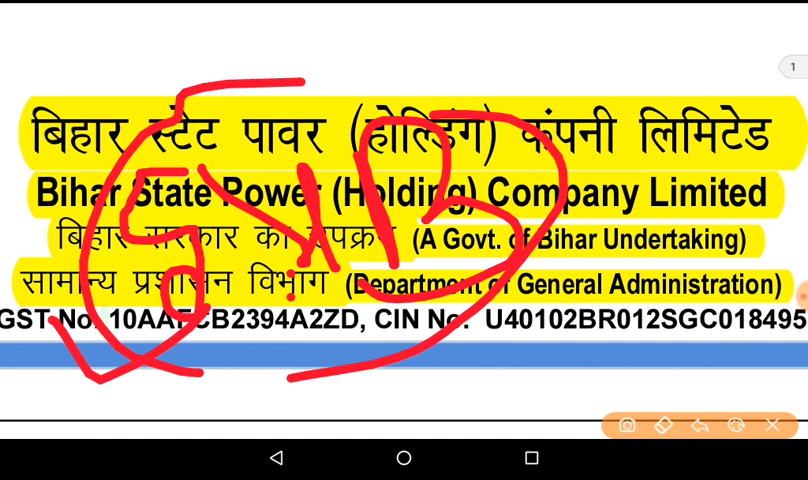 1
बिहार स्टेट पावर (होल्डिंग) कंपनी लिमिटेड
Bihar State Power (Holding) Company Limited
बिहार सरकार का उपक्रम (A Govt. of Bihar Undertaking)
सामान्य प्रशासन विभाग (Department of General Administration)
GST No. 10AAFCB2394A2ZD, CIN No. U40102BR012SGC018495